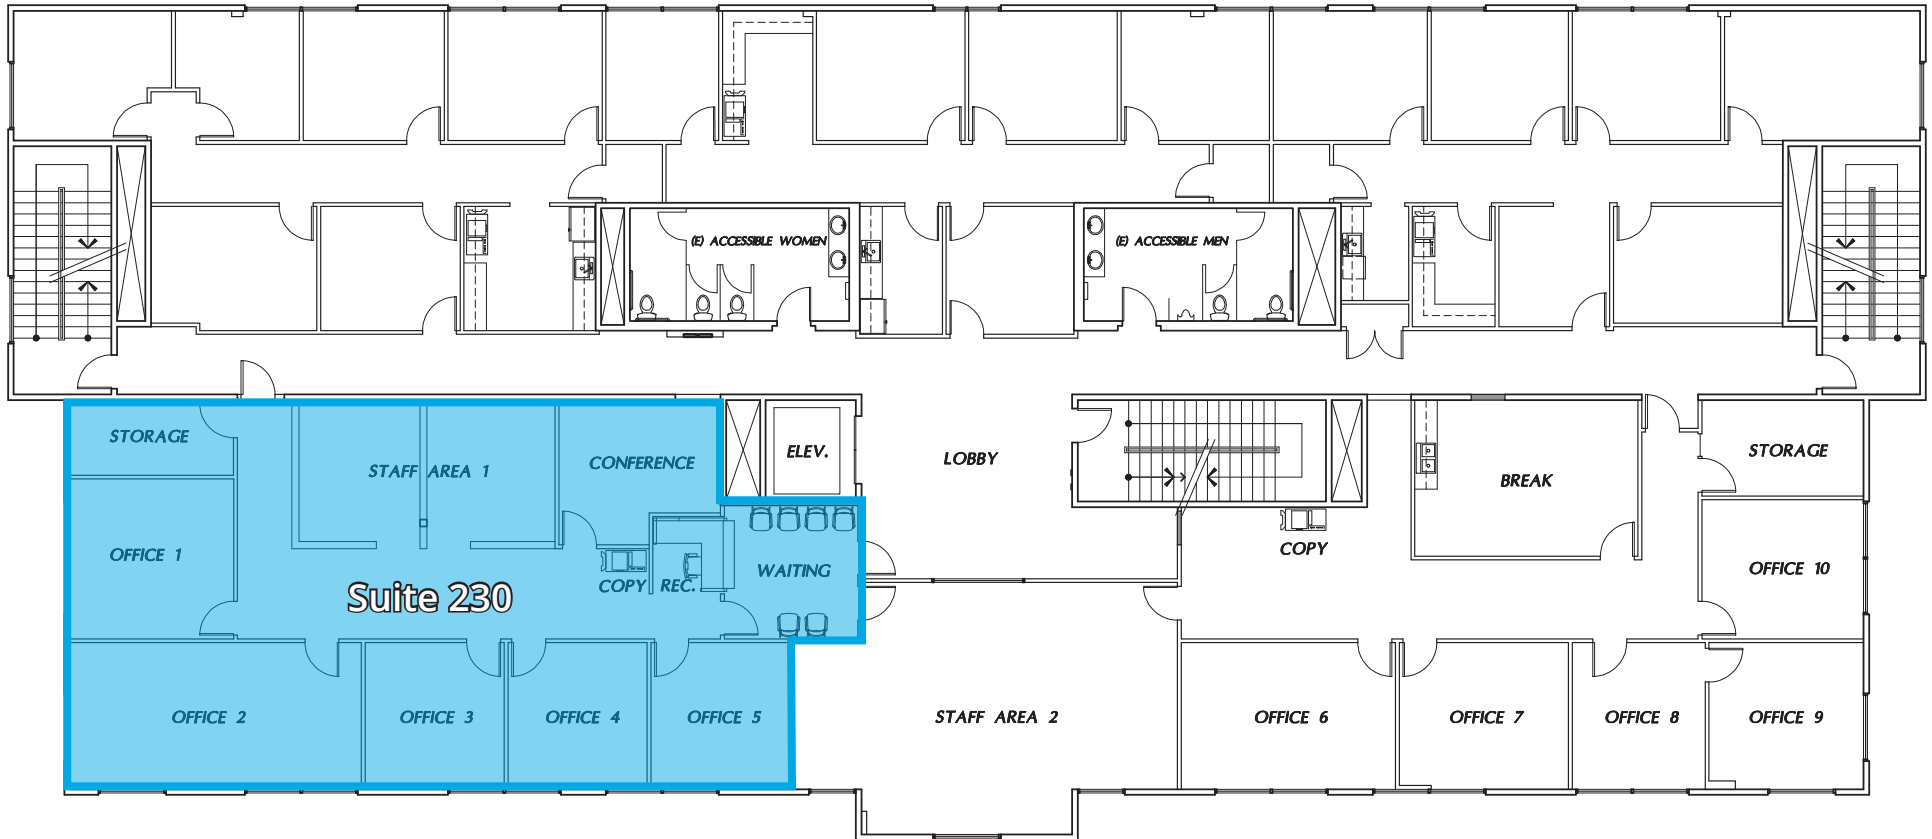 (E) ACCESSIBLE WOMEN
(E) ACCESSIBLE MEN
STORAGE
STAFF AREA 1
CONFERENCE
ELEV.
LOBBY
BREAK
STORAGE
OFFICE 1
COPY
REC.
WAITING
COPY
OFFICE 10
Suite 230
OFFICE 2
OFFICE 3
OFFICE 4
OFFICE 5
STAFF AREA 2
OFFICE 6
OFFICE 7
OFFICE 8
OFFICE 9